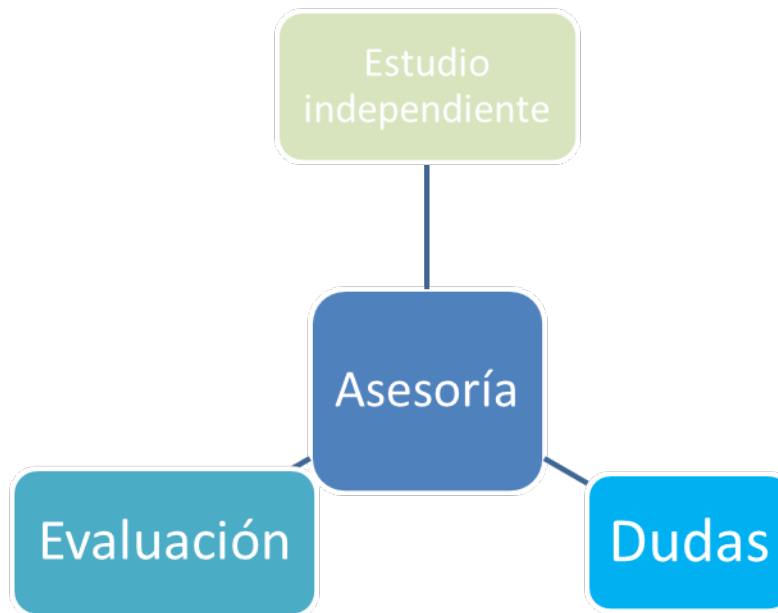 Estudio
independiente
Asesoría
Evaluación
Dudas